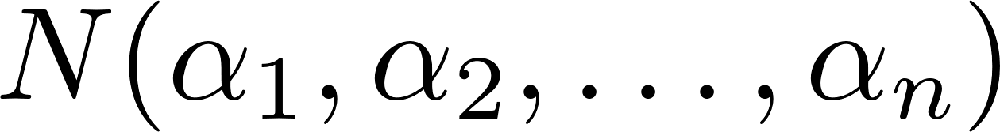 N(α₁, α₂, . . . , αₙ)